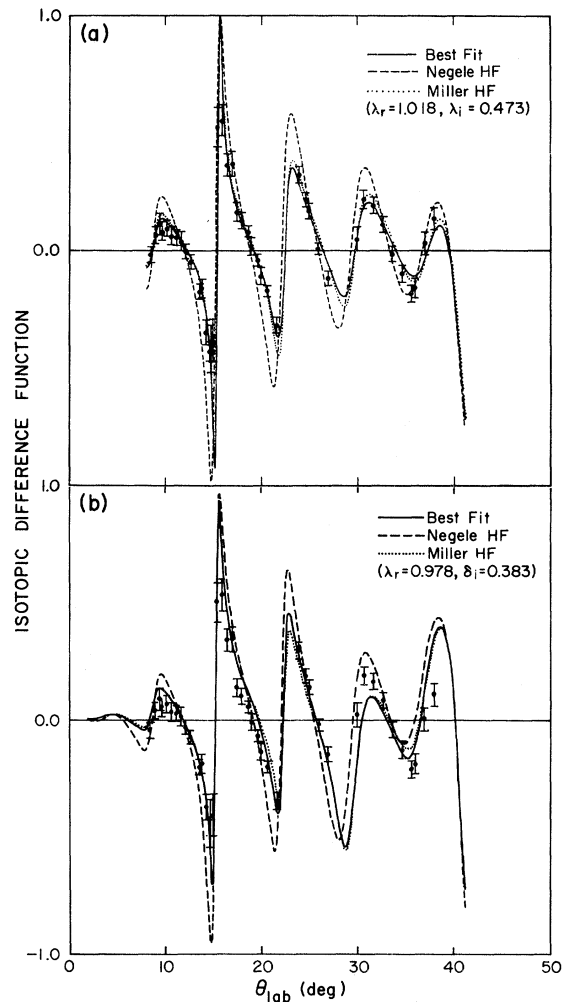 (a)
Best Fit
Negele HF
Miller HF
(λr=1.018, λi=0.473)
1.0
0.0
1.0
ISOTOPIC DIFFERENCE FUNCTION
(b)
Best Fit
Negele HF
Miller HF
(λr=0.978, δi=0.383)
0.0
-1.0
0 10 20 30 40 50
θlab (deg)